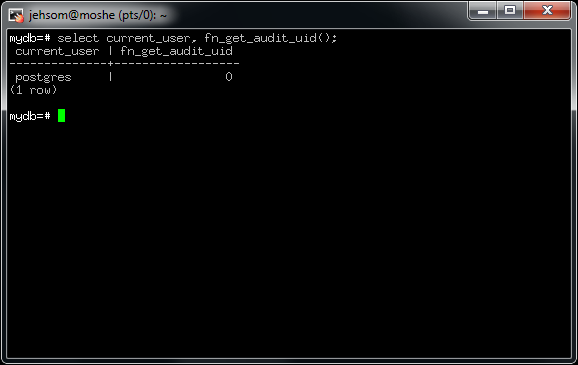 jehsom@moshe (pts/0): ~
mydb=# select current_user, fn_get_audit_uid();
 current_user | fn_get_audit_uid
--------------+------------------
 postgres     |                0
(1 row)
mydb=#